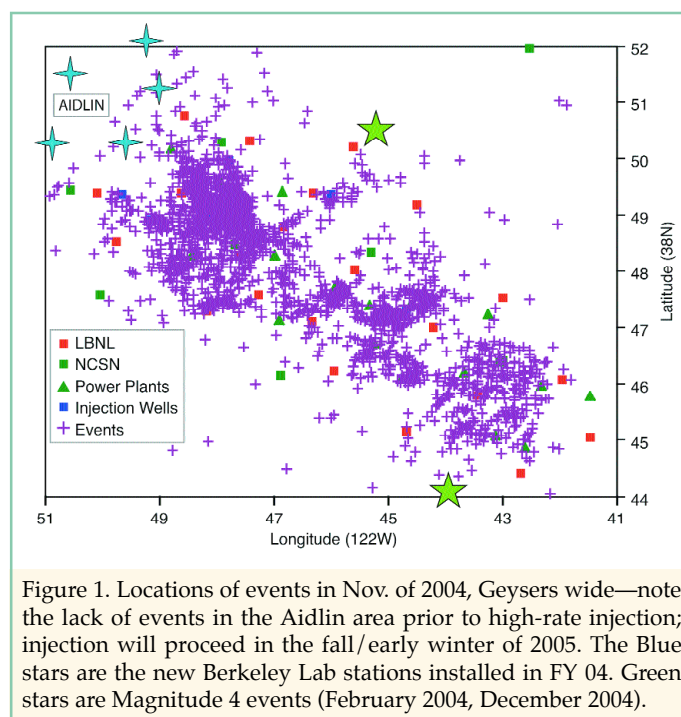 52
51
50
49
48
47
46
45
44
Latitude (38N)
AIDLIN
LBNL
NCSN
Power Plants
Injection Wells
Events
51 49 47 45 43 41
Longitude (122W)
Figure 1. Locations of events in Nov. of 2004, Geysers wide—note
the lack of events in the Aidlin area prior to high-rate injection;
injection will proceed in the fall/early winter of 2005. The Blue
stars are the new Berkeley Lab stations installed in FY 04. Green
stars are Magnitude 4 events (February 2004, December 2004).